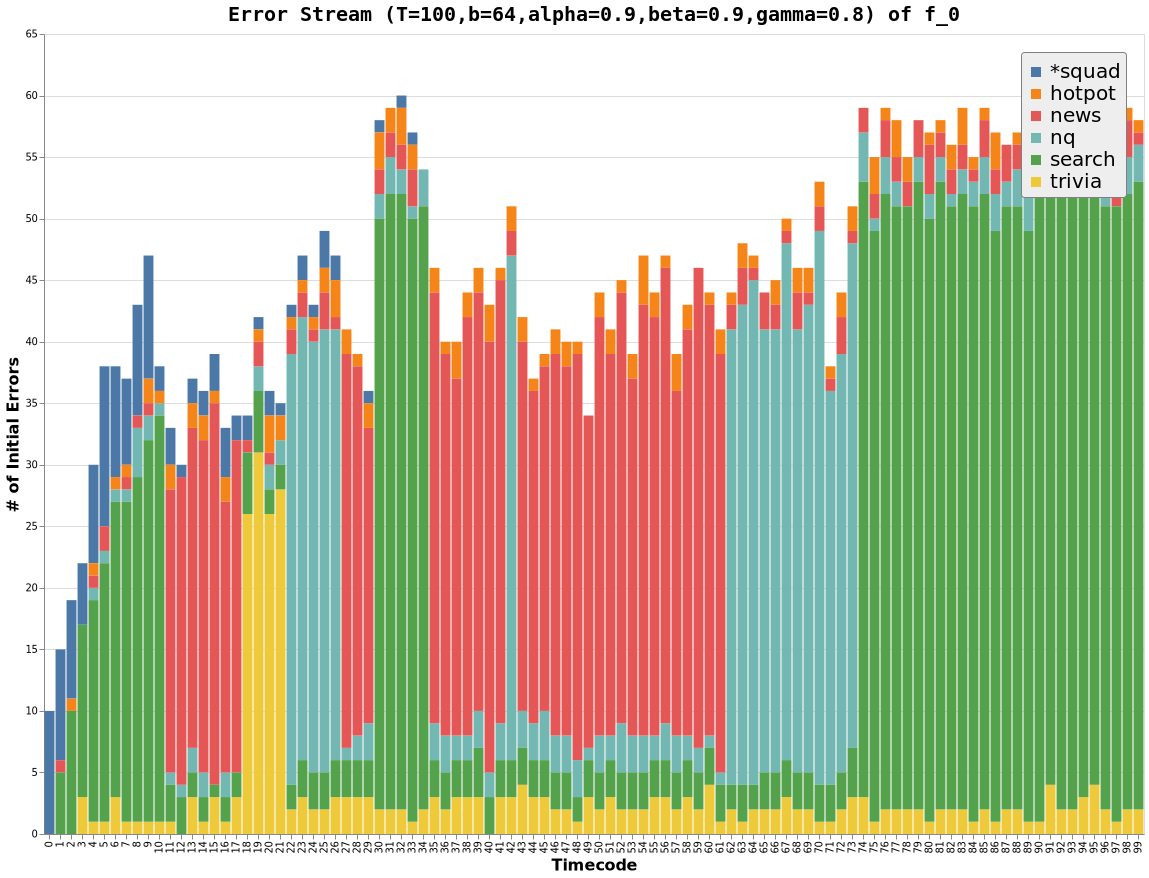 Error Stream (T=100,b=64,alpha=0.9,beta=0.9,gamma=0.8) of f_0
# of Initial Errors
65
60
55
50
45
40
35
30
25
20
15
10
5
0
*squad
hotpot
news
nq
search
trivia
0 1 2 3 4 5 6 7 8 9 10 11 12 13 14 15 16 17 18 19 20 21 22 23 24 25 26 27 28 29 30 31 32 33 34 35 36 37 38 39 40 41 42 43 44 45 46 47 48 49 50 51 52 53 54 55 56 57 58 59 60 61 62 63 64 65 66 67 68 69 70 71 72 73 74 75 76 77 78 79 80 81 82 83 84 85 86 87 88 89 90 91 92 93 94 95 96 97 98 99
Timecode